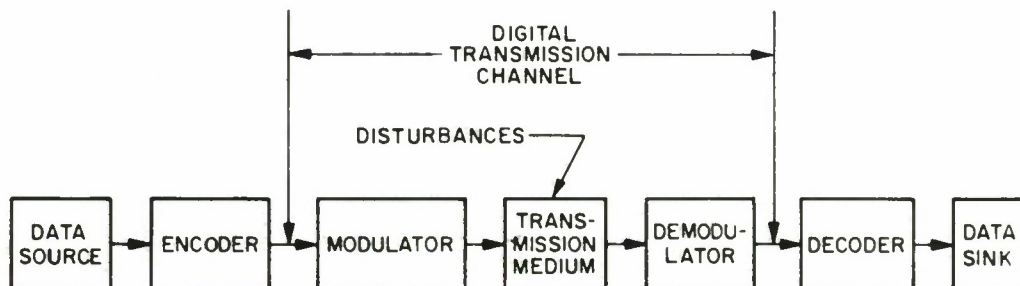 DIGITAL
TRANSMISSION
CHANNEL
DISTURBANCES
DATA
SOURCE
ENCODER
MODULATOR
TRANS-
MISSION
MEDIUM
DEMODU-
LATOR
DECODER
DATA
SINK